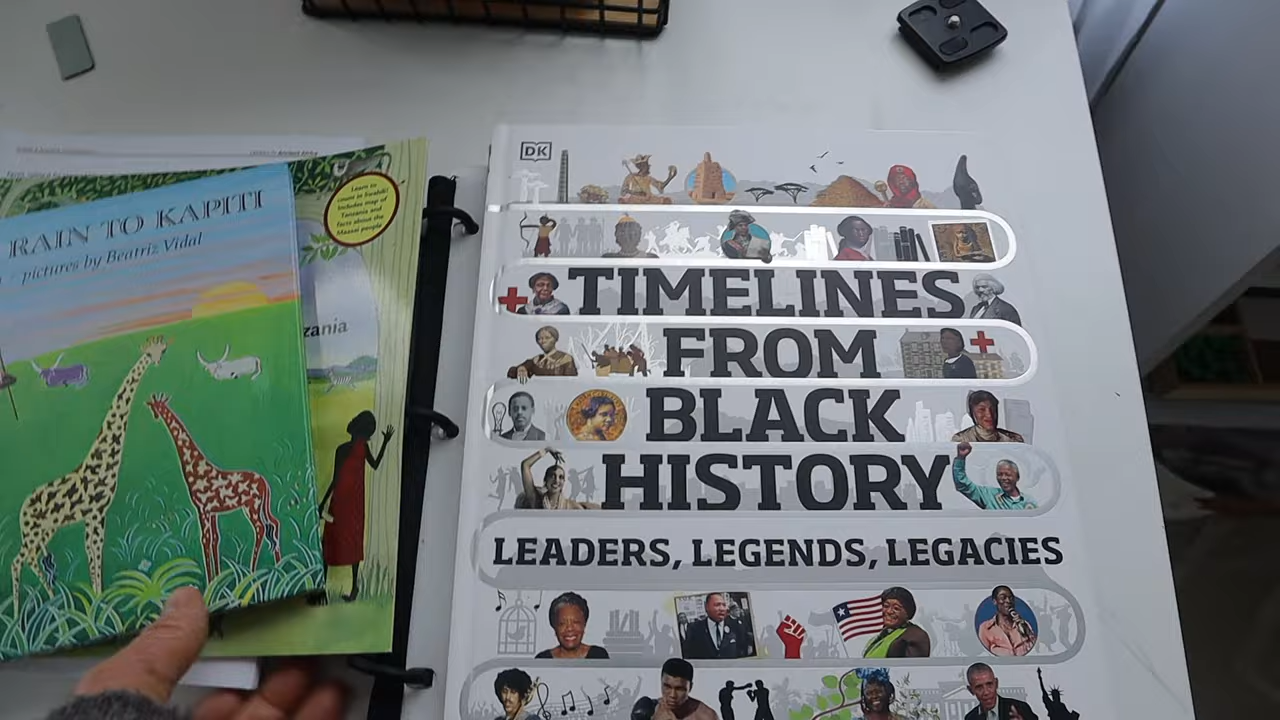 RAIN TO KAPITI
pictures by Beatriz Vidal
Learn to
count in Swahili!
Includes map of
Tanzania and
facts about the
Maasai people
zania
DK
TIMELINES
FROM
BLACK
HISTORY
LEADERS, LEGENDS, LEGACIES